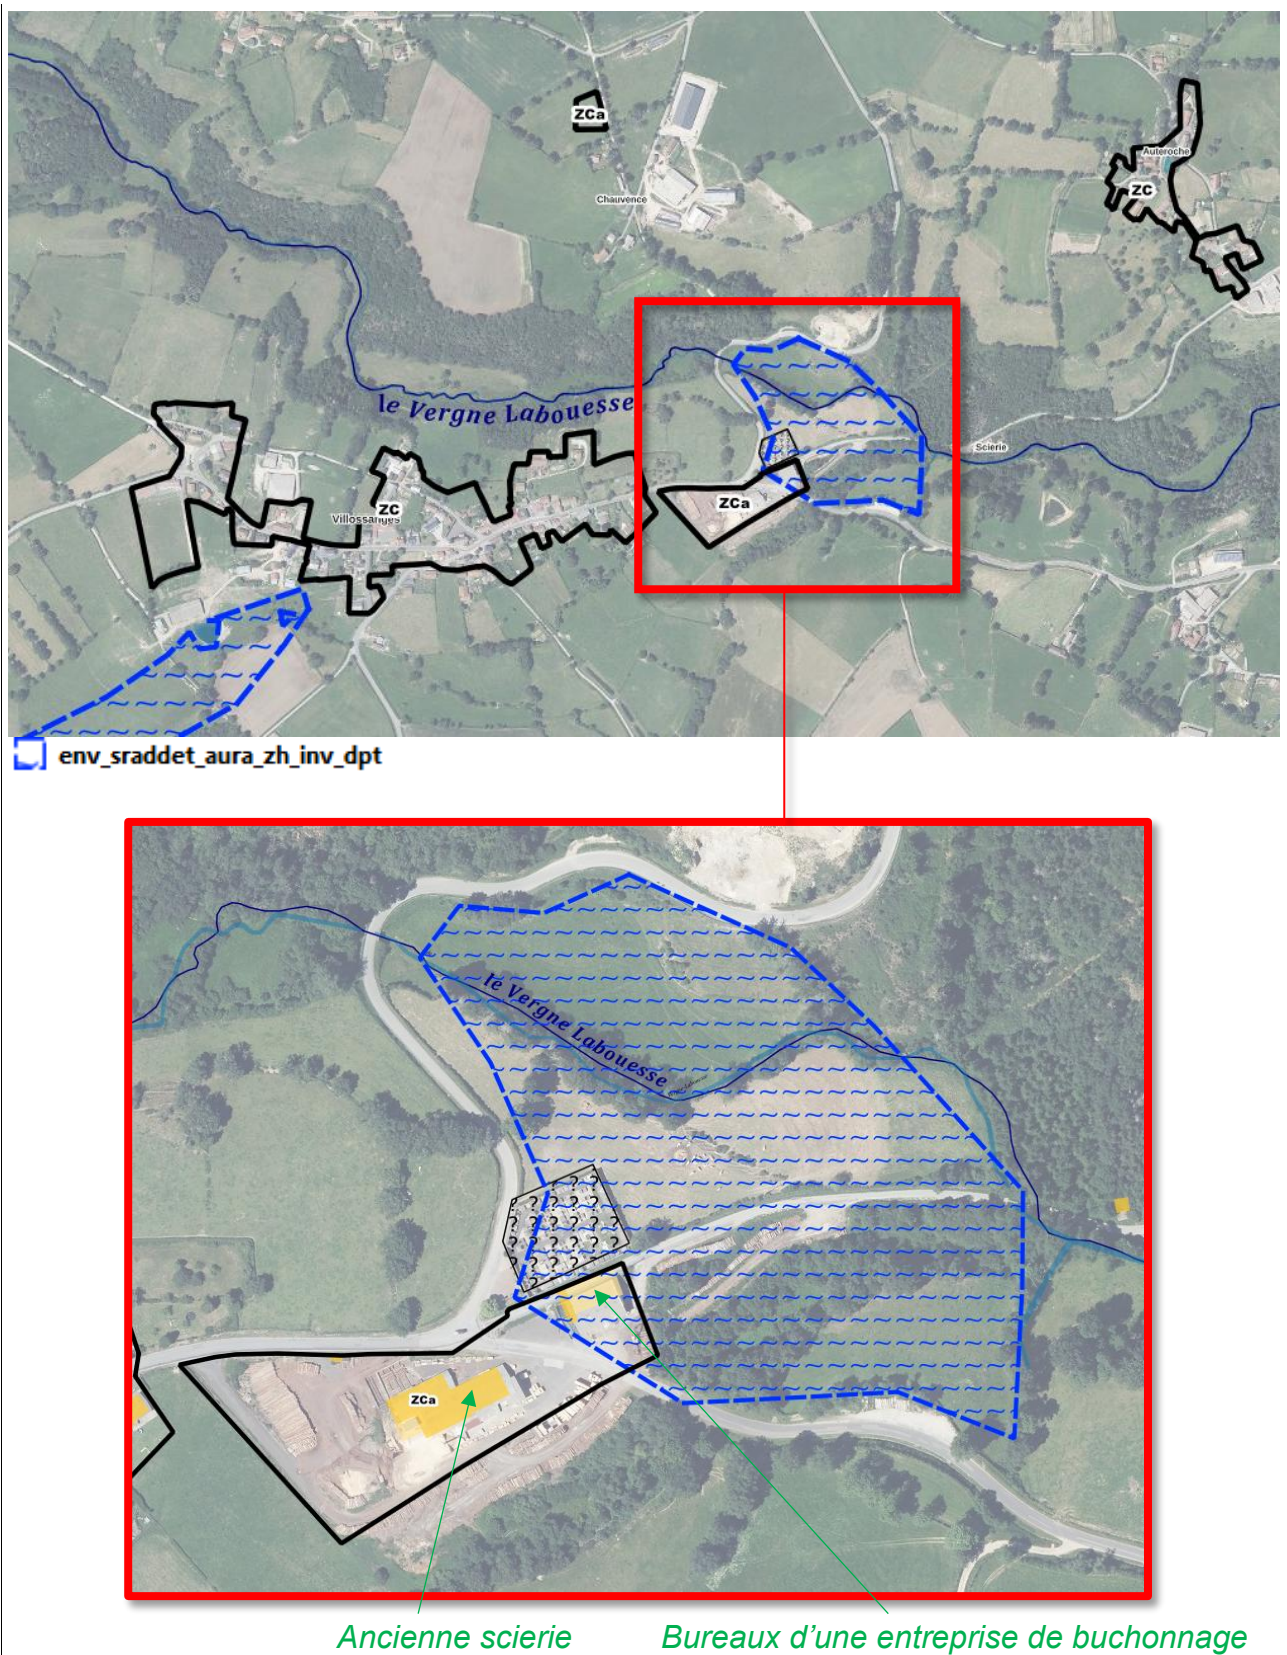 ZCa
Auteroche
ZC
Chauvence
le Vergne Labouesse
Scierie
ZCa
ZC
Villossanges
env_sraddet_aura_zh_inv_dpt
le Vergne Labouesse
? ? ? ? ?
ZCa
Ancienne scierie
Bureaux d’une entreprise de buchonnage